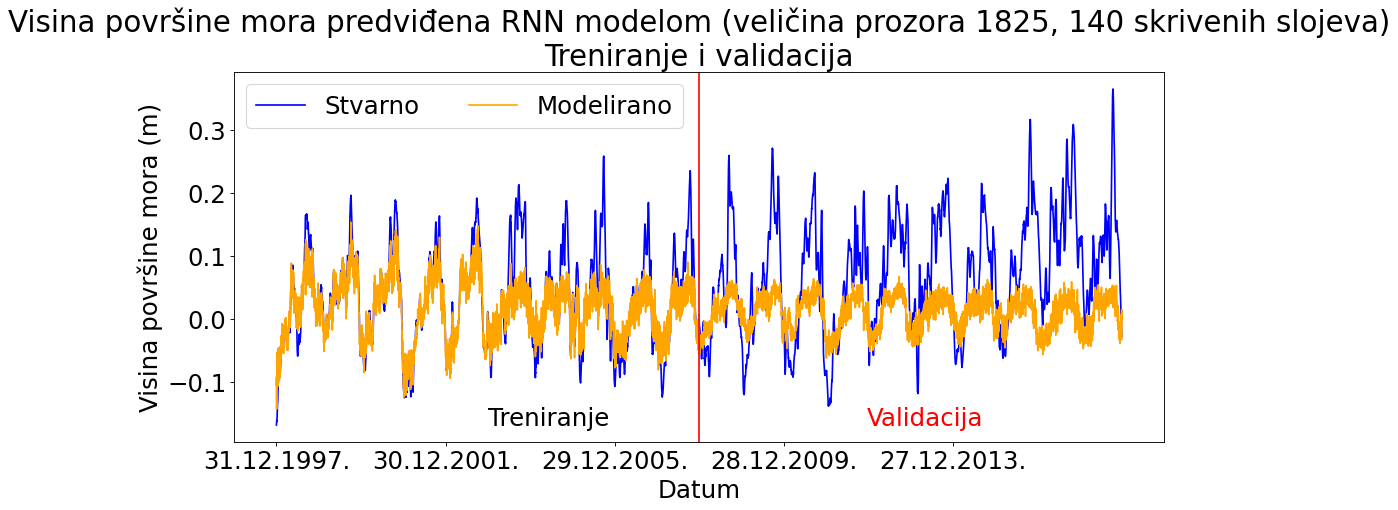 Visina površine mora predviđena RNN modelom (veličina prozora 1825, 140 skrivenih slojeva)
Treniranje i validacija
Stvarno
Modelirano
Visina površine mora (m)
0.3
0.2
0.1
0.0
−0.1
Treniranje
Validacija
31.12.1997.
30.12.2001.
29.12.2005.
28.12.2009.
27.12.2013.
Datum